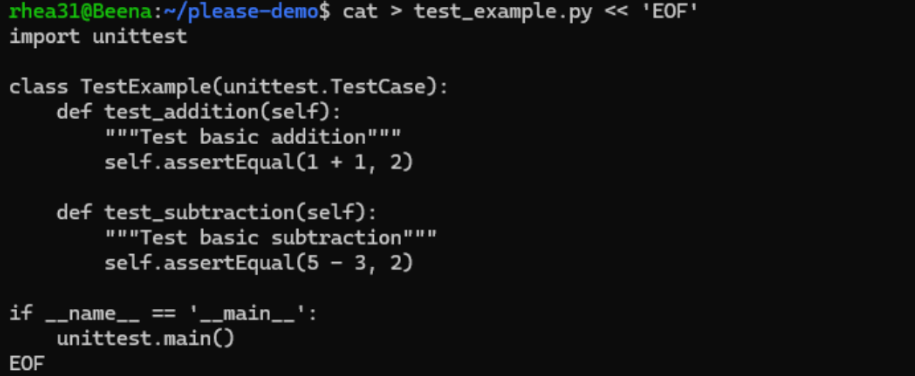 rhea31@Beena:~/please-demo$ cat > test_example.py << 'EOF'
import unittest

class TestExample(unittest.TestCase):
    def test_addition(self):
        """Test basic addition"""
        self.assertEqual(1 + 1, 2)

    def test_subtraction(self):
        """Test basic subtraction"""
        self.assertEqual(5 - 3, 2)

if __name__ == '__main__':
    unittest.main()
EOF